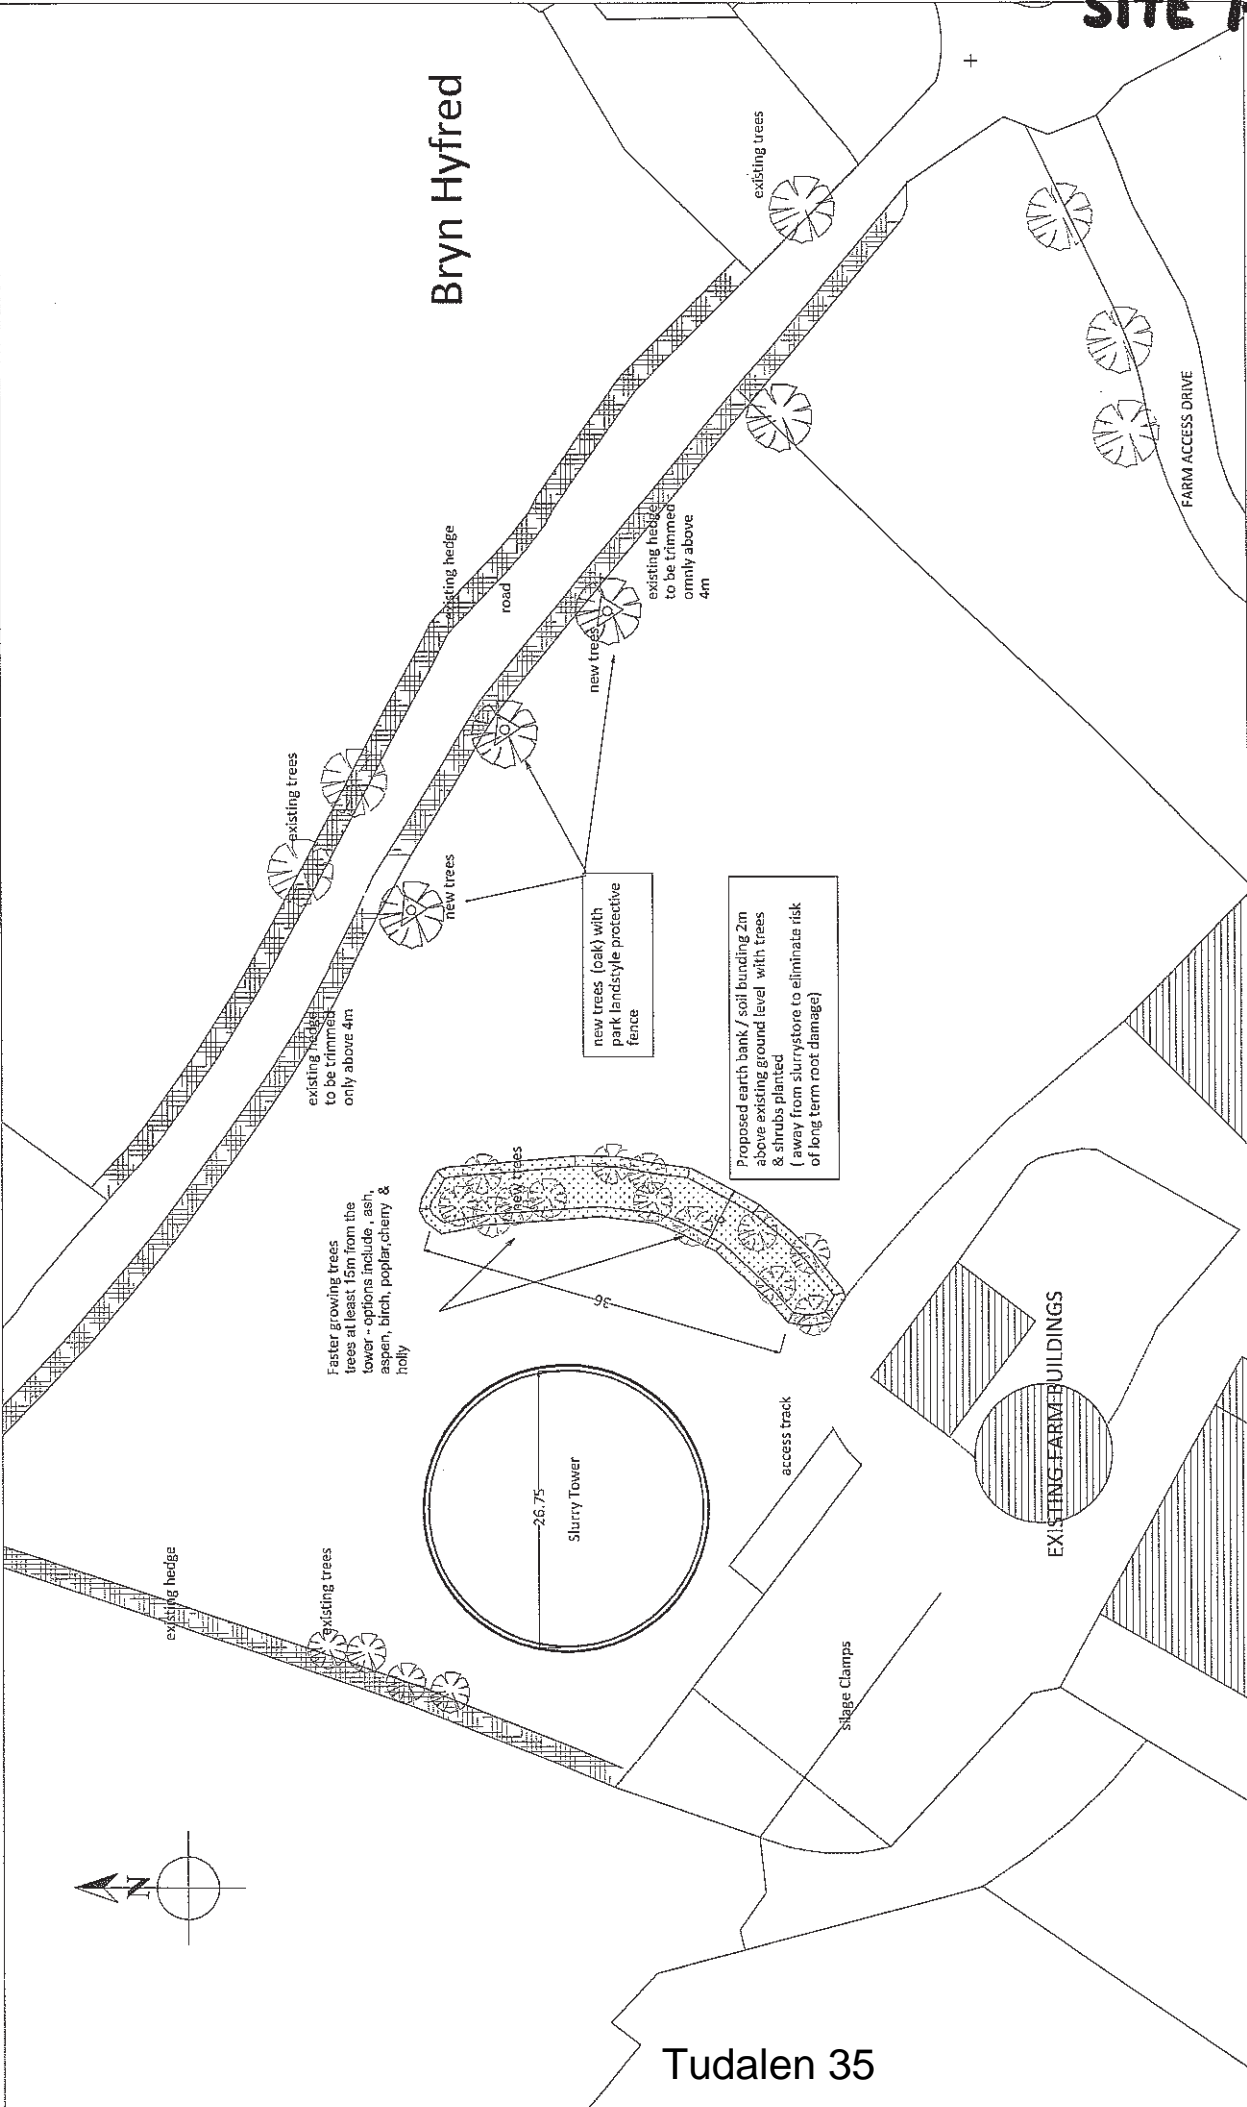 SITE
Bryn Hyfred
existing trees
existing hedge
road
existing hedge
to be trimmed
omnly above
4m
new trees
FARM ACCESS DRIVE
existing trees
new trees
existing hedge
to be trimmed
only above 4m
new trees (oak) with
park landstyle protective
fence
Proposed earth bank / soil bunding 2m
above existing ground level with trees
& shrubs planted
( away from slurrystore to eliminate risk
of long term root damage)
new trees
Faster growing trees
trees at least 15m from the
tower - options include , ash,
aspen, birch, poplar,cherry &
holly
36
26.75
Slurry Tower
access track
EXISTING FARM BUILDINGS
existing hedge
existing trees
silage Clamps
N
Tudalen 35